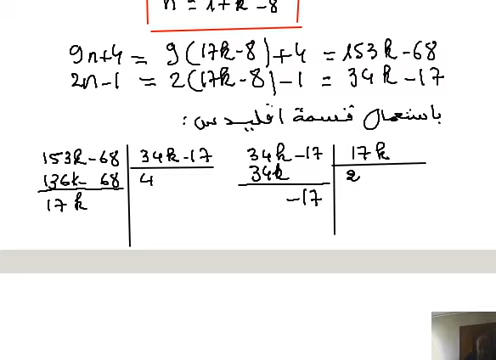 n = 17k - 8
9n+4 = 9(17k-8)+4 = 153k-68
2n-1 = 2(17k-8)-1 = 34k-17
باستعمال قسمة اقليدس :
153k-68 | 34k-17
136k-68 | 4
17k
34k-17 | 17k
34k | 2
-17